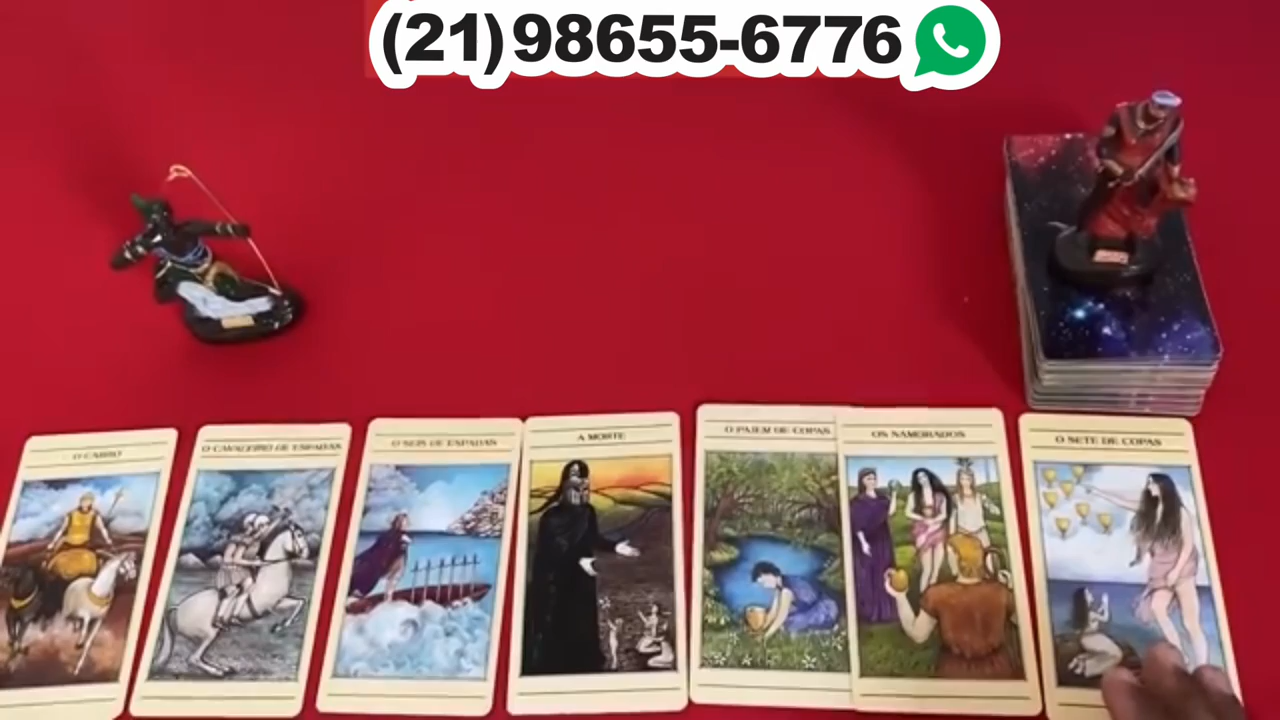 (21)98655-6776
O CARRO
O CAVALEIRO DE ESPADAS
O SEIS DE ESPADAS
A MORTE
O PAJEM DE COPAS
OS NAMORADOS
O SETE DE COPAS